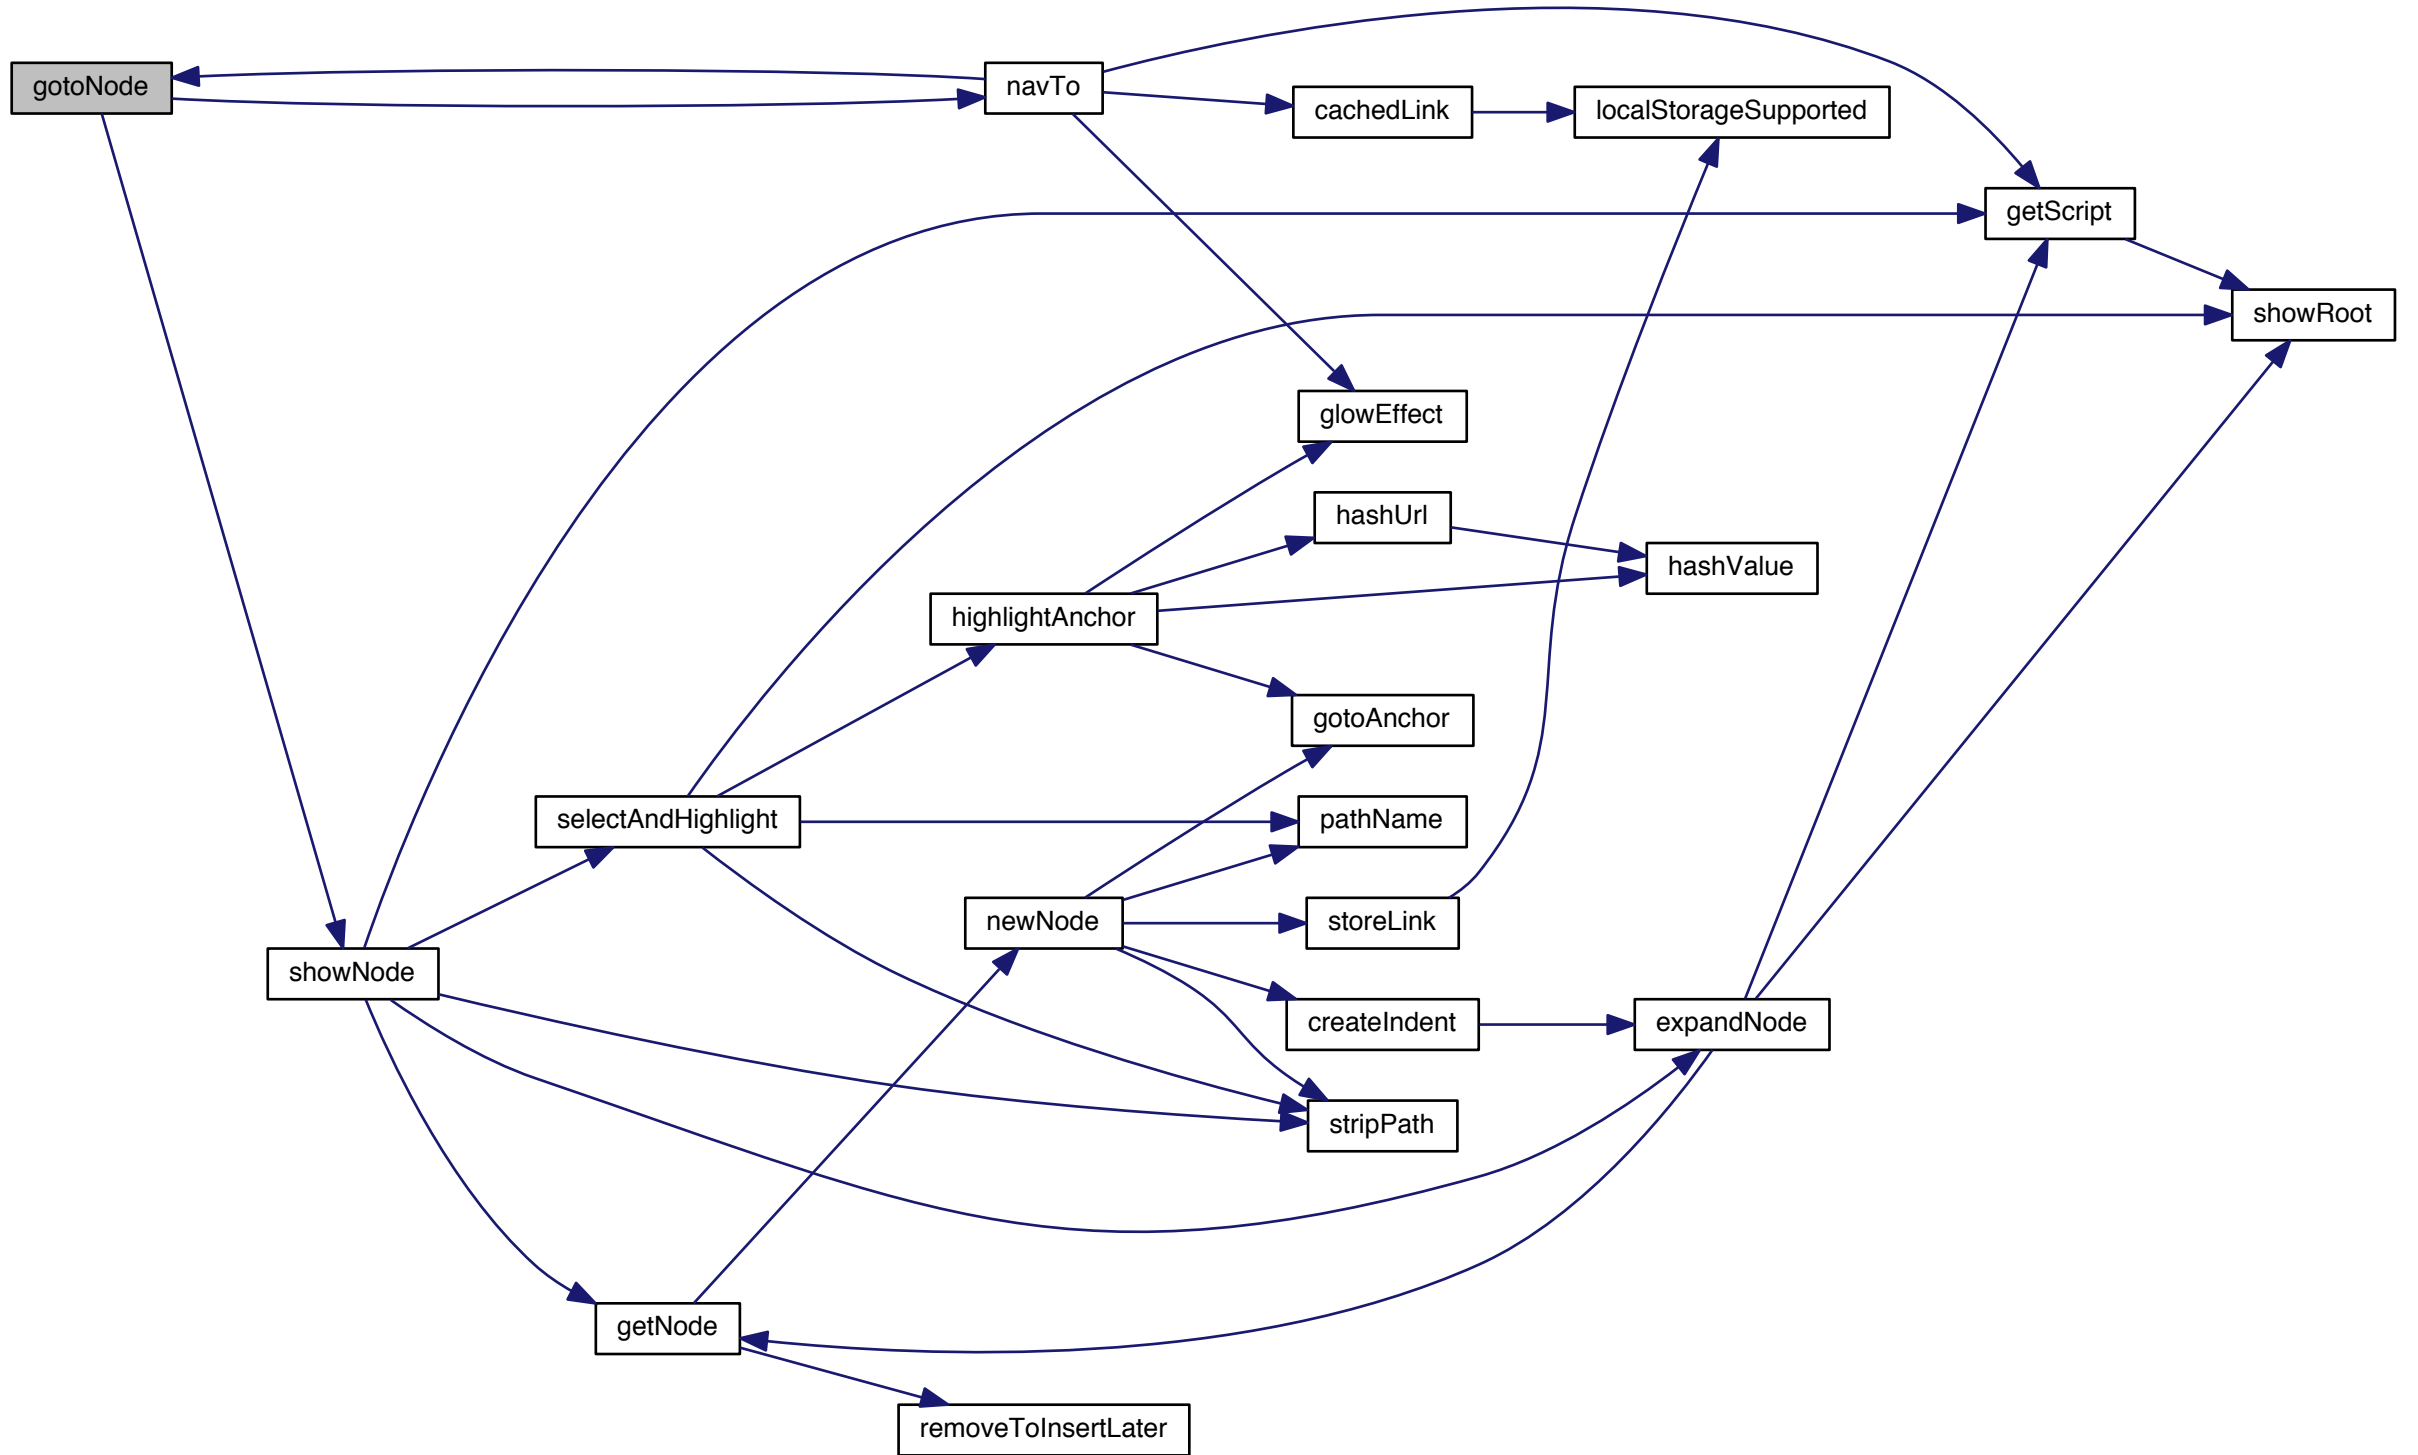 gotoNode
navTo
cachedLink
localStorageSupported
getScript
showRoot
glowEffect
hashUrl
hashValue
highlightAnchor
gotoAnchor
selectAndHighlight
pathName
newNode
storeLink
showNode
createIndent
expandNode
stripPath
getNode
removeToInsertLater